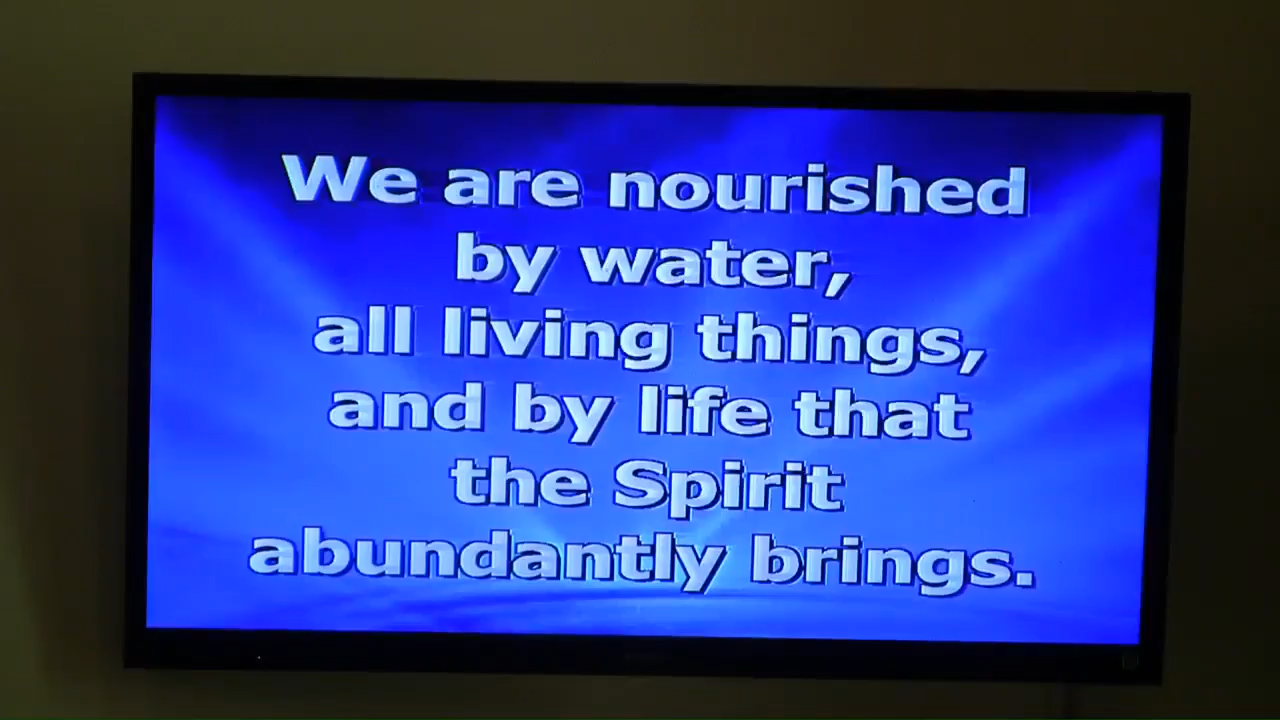 We are nourished
by water,
all living things,
and by life that
the Spirit
abundantly brings.